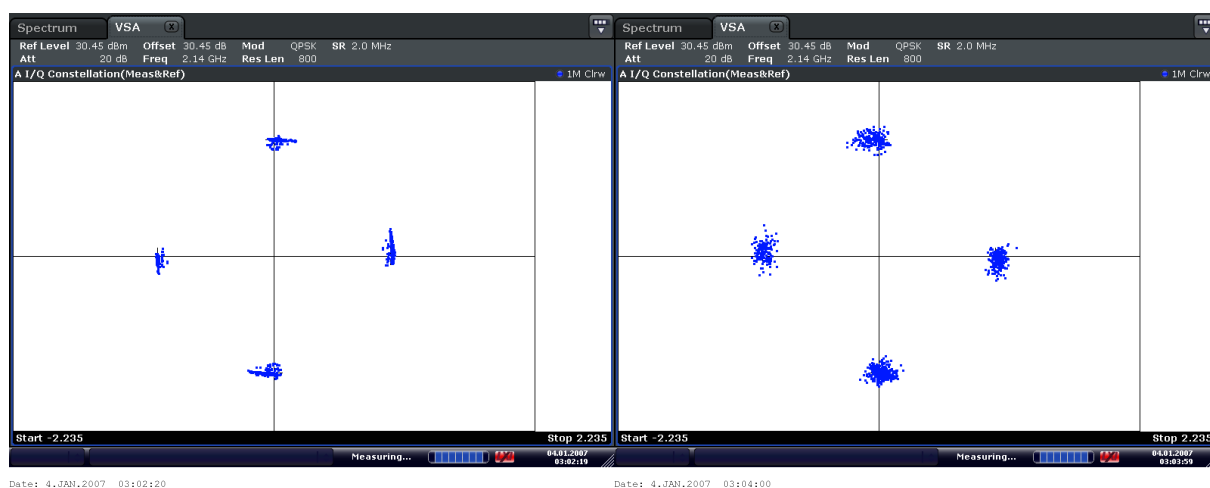 Spectrum VSA X
Ref Level 30.45 dBm Offset 30.45 dB Mod QPSK SR 2.0 MHz
Att 20 dB Freq 2.14 GHz Res Len 800
A I/Q Constellation(Meas&Ref) 1M Clrw
Start -2.235 Stop 2.235
Measuring... 04.01.2007
03:02:19
Date: 4.JAN.2007 03:02:20
Spectrum VSA X
Ref Level 30.45 dBm Offset 30.45 dB Mod QPSK SR 2.0 MHz
Att 20 dB Freq 2.14 GHz Res Len 800
A I/Q Constellation(Meas&Ref) 1M Clrw
Start -2.235 Stop 2.235
Measuring... 04.01.2007
03:03:59
Date: 4.JAN.2007 03:04:00